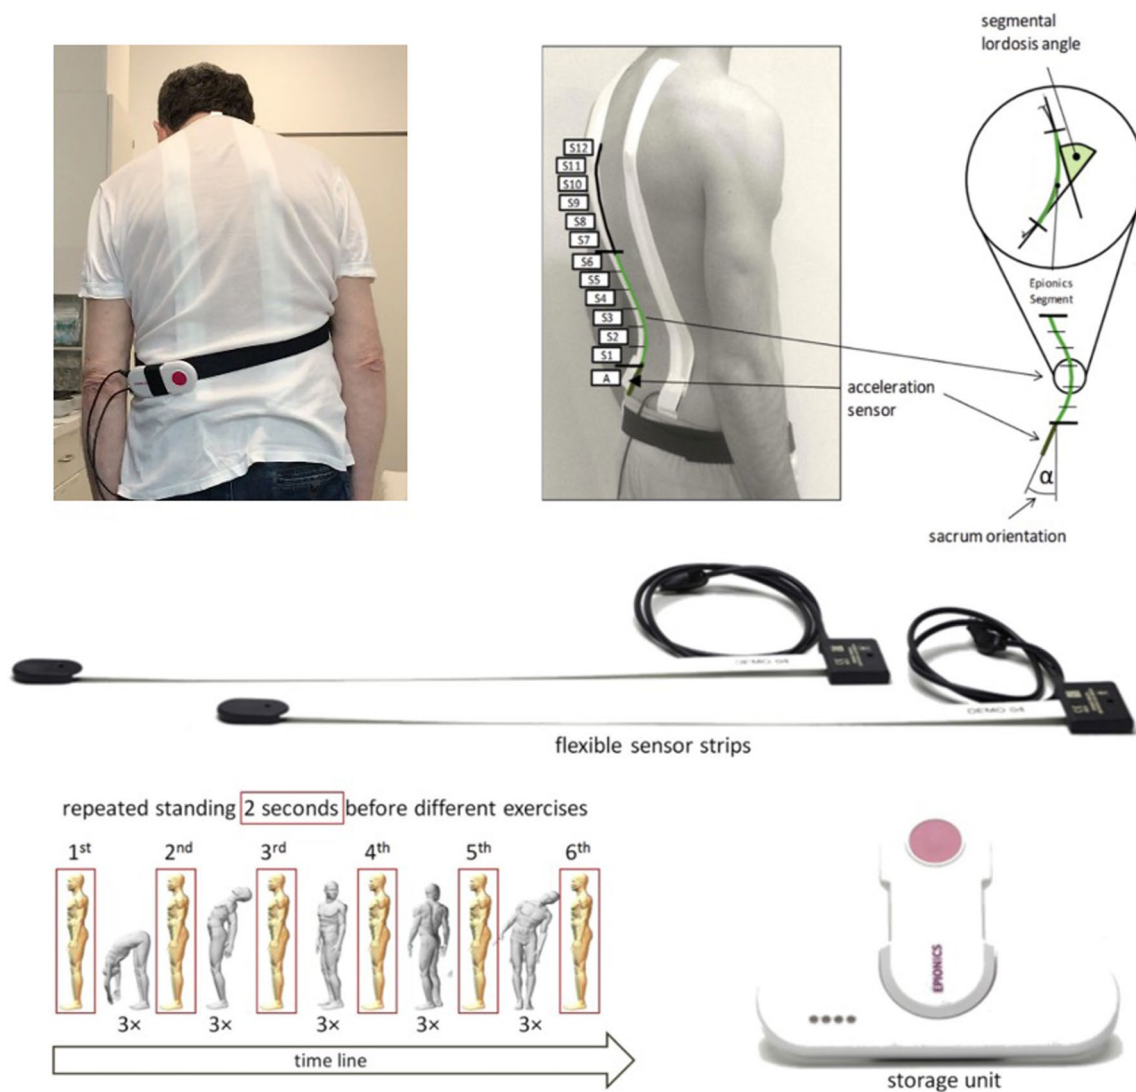 segmental
lordosis angle
S12
S11
S10
S9
S8
S7
S6
S5
S4
S3
S2
S1
A
Epionics
Segment
acceleration
sensor
α
sacrum orientation
DEMO 04
DEMO 04
flexible sensor strips
repeated standing 2 seconds before different exercises
1st 2nd 3rd 4th 5th 6th
3× 3× 3× 3× 3×
time line
EPIONICS
storage unit